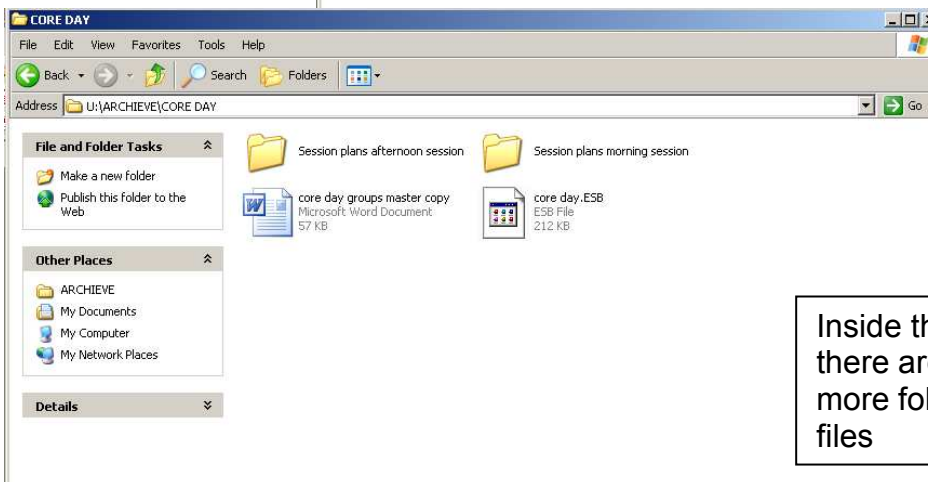 CORE DAY
File Edit View Favorites Tools Help
Back Search Folders
Address U:\ARCHIEVE\CORE DAY Go
File and Folder Tasks
Make a new folder
Publish this folder to the
Web
Other Places
ARCHIEVE
My Documents
My Computer
My Network Places
Details
Session plans afternoon session
Session plans morning session
core day groups master copy
Microsoft Word Document
57 KB
core day.ESB
ESB File
212 KB
Inside
there
more
files